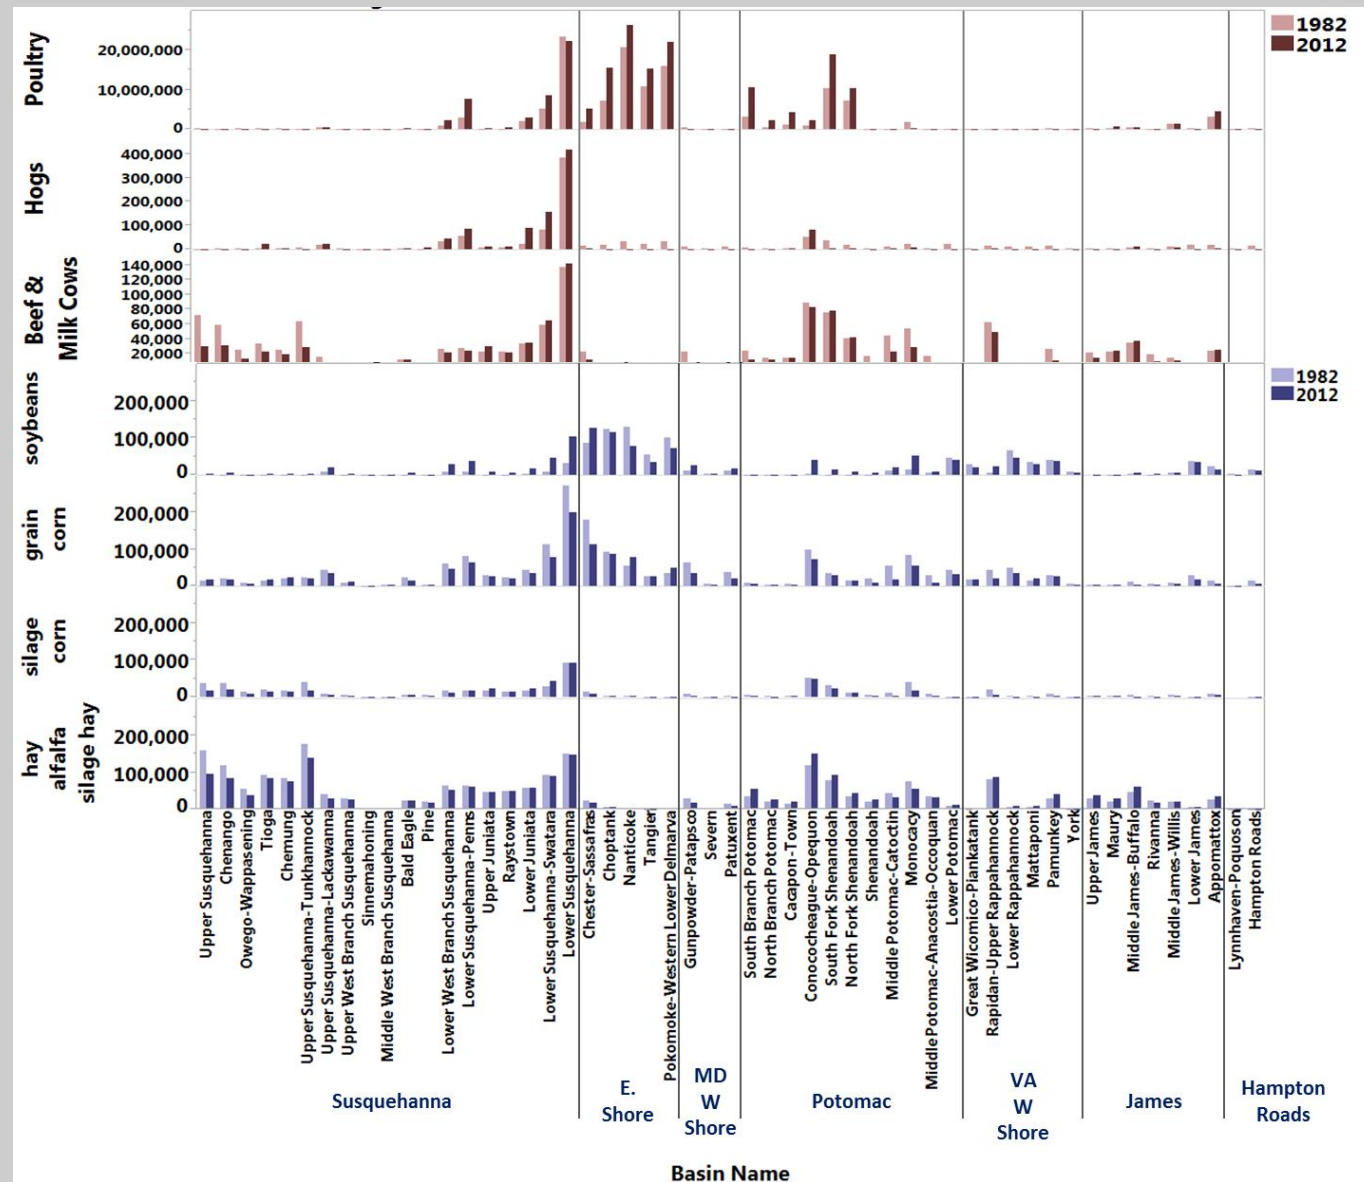 Poultry
20,000,000
10,000,000
0
1982
2012
Hogs
400,000
300,000
200,000
100,000
0
Beef &
Milk Cows
140,000
120,000
100,000
80,000
60,000
40,000
20,000
soybeans
200,000
100,000
0
1982
2012
grain
corn
200,000
100,000
0
silage
corn
200,000
100,000
0
hay
alfalfa
silage hay
200,000
100,000
0
Upper Susquehanna
Chenango
Owego-Wappasening
Tioga
Chemung
Upper Susquehanna-Tunkhannock
Upper Susquehanna-Lackawanna
Upper West Branch Susquehanna
Sinnemahoning
Middle West Branch Susquehanna
Bald Eagle
Pine
Lower West Branch Susquehanna
Lower Susquehanna-Penns
Upper Juniata
Raystown
Lower Juniata
Lower Susquehanna-Swatara
Lower Susquehanna
Chester-Sassafras
Choptank
Nanticoke
Tangier
Pokomoke-Western Lower Delmarva
Gunpowder-Patapsco
Severn
Patuxent
South Branch Potomac
North Branch Potomac
Cacapon-Town
Conococheague-Opequon
South Fork Shenandoah
North Fork Shenandoah
Shenandoah
Middle Potomac-Catoctin
Monocacy
Middle Potomac-Anacostia-Occoquan
Lower Potomac
Great Wicomico-Piankatank
Rapidan-Upper Rappahannock
Lower Rappahannock
Mattaponi
Pamunkey
York
Upper James
Maury
Middle James-Buffalo
Rivanna
Middle James-Willis
Lower James
Appomattox
Lynnhaven-Poquoson
Hampton Roads
Susquehanna
E.
Shore
MD
W
Shore
Potomac
VA
W
Shore
James
Hampton
Roads
Basin Name